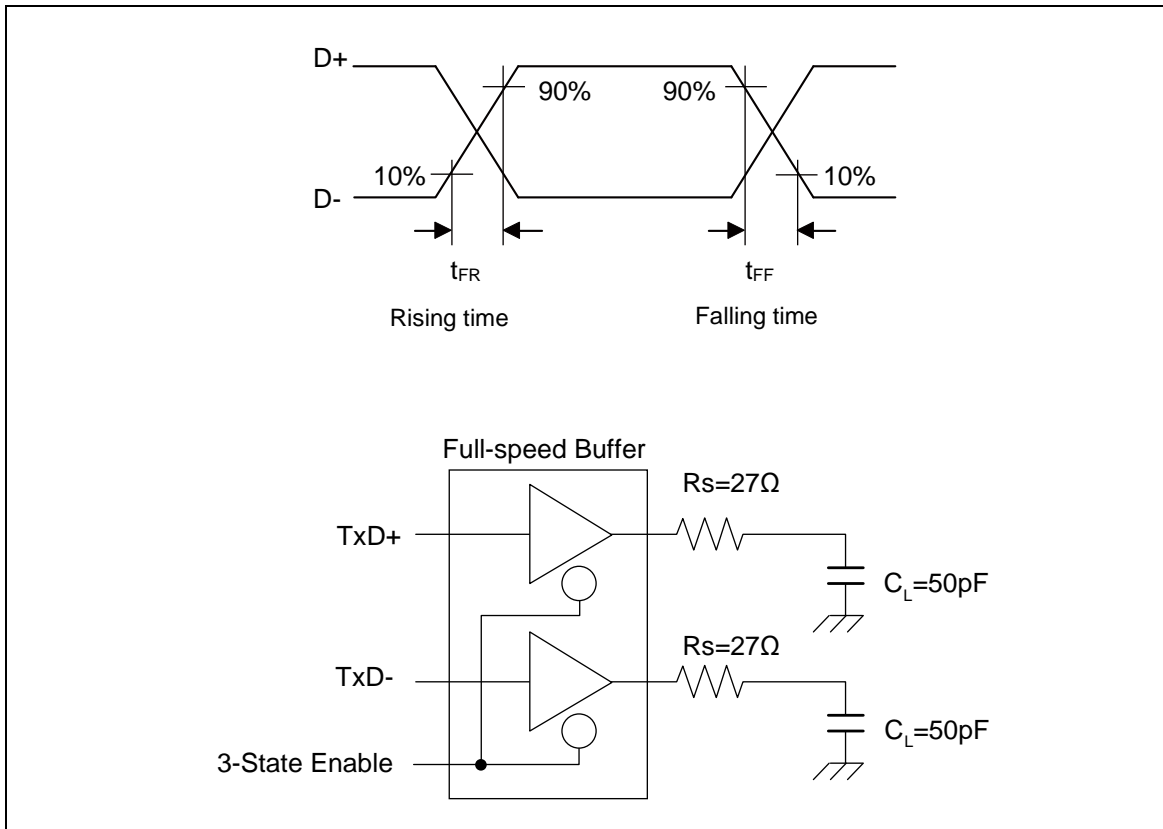 D+
90% 90%
10% 10%
D-
tFR tFF
Rising time Falling time
Full-speed Buffer
Rs=27Ω
TxD+
CL=50pF
Rs=27Ω
TxD-
CL=50pF
3-State Enable